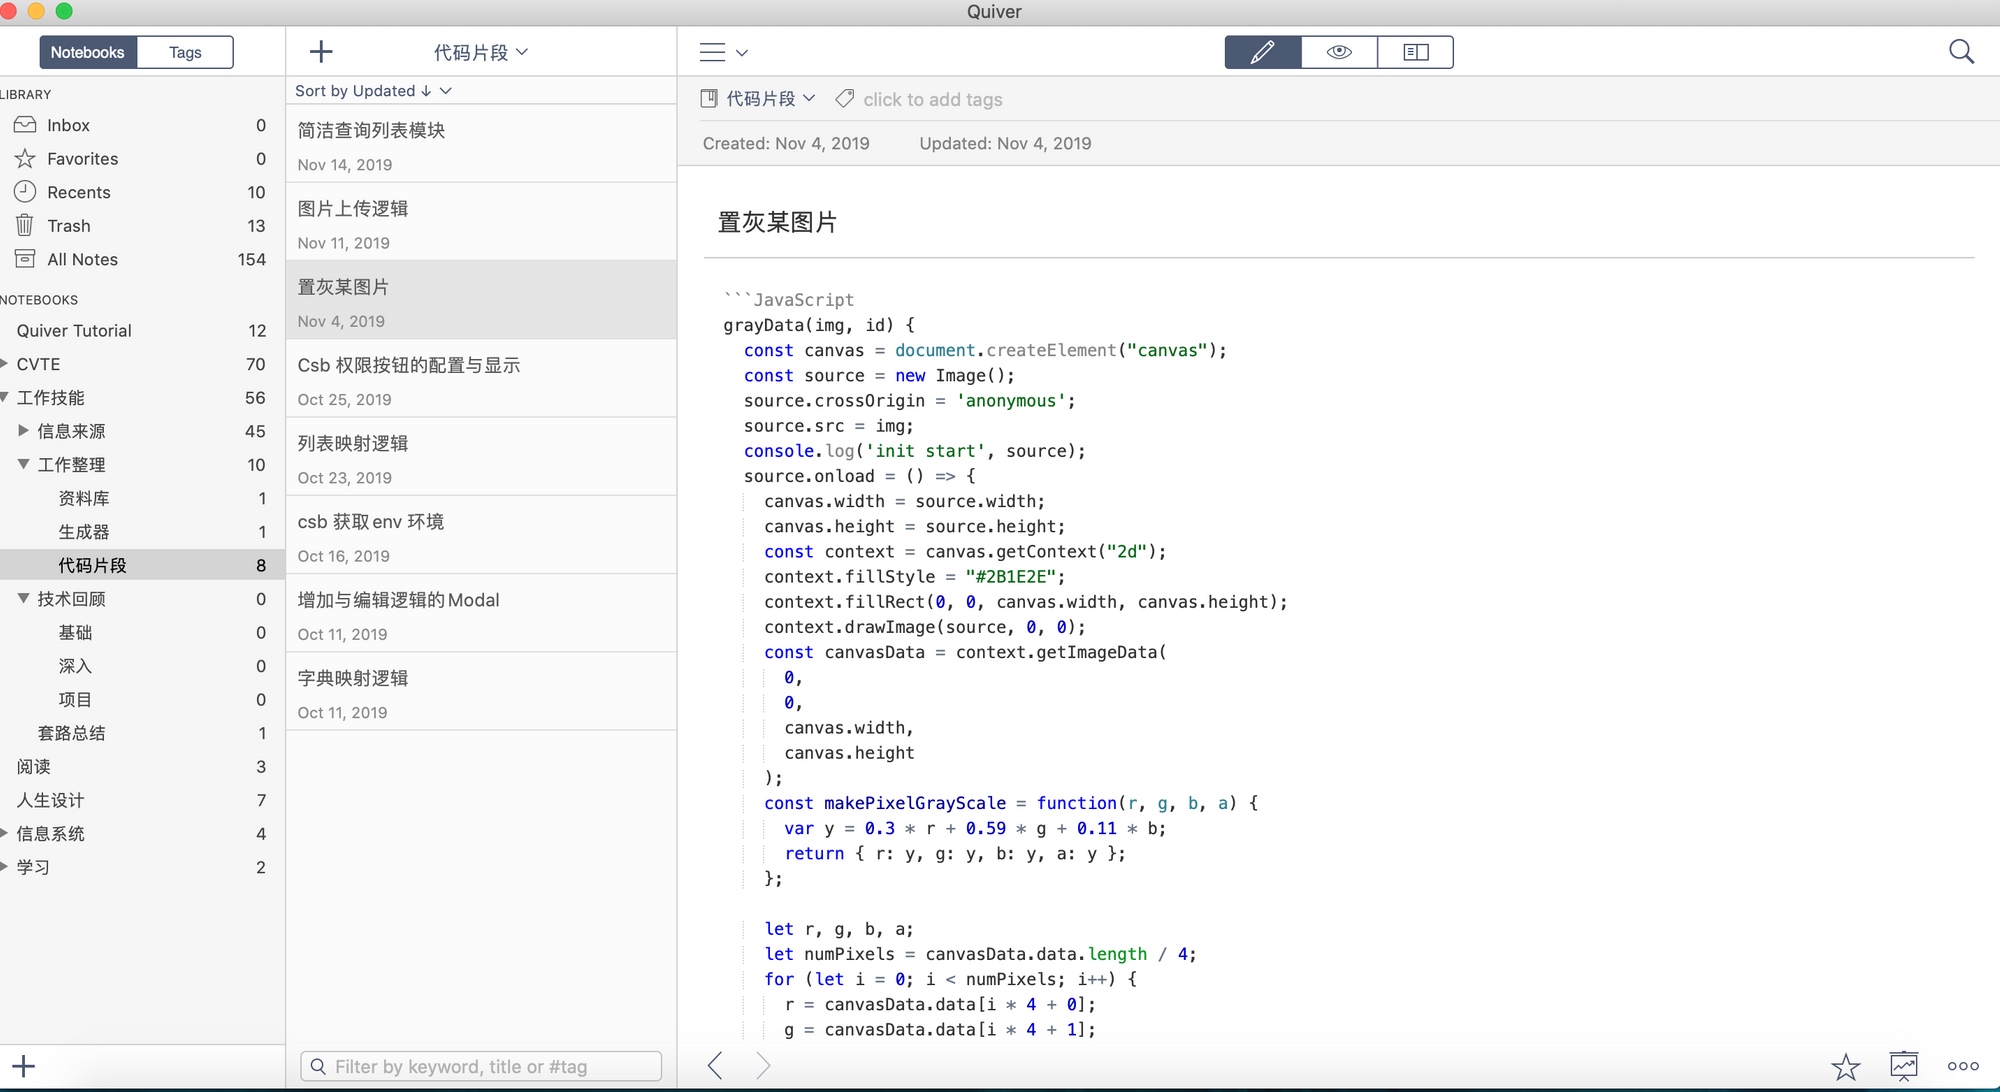 Quiver
Notebooks
Tags
代码片段
Sort by Updated ↓
LIBRARY
Inbox 0
Favorites 0
Recents 10
Trash 13
All Notes 154
NOTEBOOKS
Quiver Tutorial 12
CVTE 70
工作技能 56
信息来源 45
工作整理 10
资料库 1
生成器 1
代码片段 8
技术回顾 0
基础 0
深入 0
项目 0
套路总结 1
阅读 3
人生设计 7
信息系统 4
学习 2
简洁查询列表模块
Nov 14, 2019
图片上传逻辑
Nov 11, 2019
置灰某图片
Nov 4, 2019
Csb 权限按钮的配置与显示
Oct 25, 2019
列表映射逻辑
Oct 23, 2019
csb 获取env 环境
Oct 16, 2019
增加与编辑逻辑的Modal
Oct 11, 2019
字典映射逻辑
Oct 11, 2019
Filter by keyword, title or #tag
代码片段 click to add tags
Created: Nov 4, 2019 Updated: Nov 4, 2019
置灰某图片
```JavaScript
grayData(img, id) {
const canvas = document.createElement("canvas");
const source = new Image();
source.crossOrigin = 'anonymous';
source.src = img;
console.log('init start', source);
source.onload = () => {
canvas.width = source.width;
canvas.height = source.height;
const context = canvas.getContext("2d");
context.fillStyle = "#2B1E2E";
context.fillRect(0, 0, canvas.width, canvas.height);
context.drawImage(source, 0, 0);
const canvasData = context.getImageData(
0,
0,
canvas.width,
canvas.height
);
const makePixelGrayScale = function(r, g, b, a) {
var y = 0.3 * r + 0.59 * g + 0.11 * b;
return { r: y, g: y, b: y, a: y };
};
let r, g, b, a;
let numPixels = canvasData.data.length / 4;
for (let i = 0; i < numPixels; i++) {
r = canvasData.data[i * 4 + 0];
g = canvasData.data[i * 4 + 1];